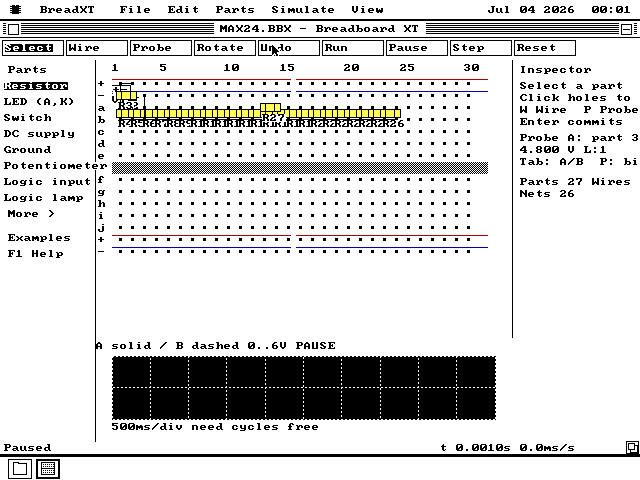 BreadXT File Edit Parts Simulate View Jul 04 2026 00:01
MAX24.BBX - Breadboard XT
Select Wire Probe Rotate Undo Run Pause Step Reset
Parts
Resistor
LED (A,K)
Switch
DC supply
Ground
Potentiometer
Logic input
Logic lamp
More >
Examples
F1 Help
1 5 10 15 20 25 30
+
-
a
b
c
d
e
f
g
h
i
j
+
-
R27
Inspector
Select a part
Click holes to
W Wire P Probe
Enter commits
Probe A: part 3
4.800 V L:1
Tab: A/B P: bi
Parts 27 Wires
Nets 26
A solid / B dashed 0..6V PAUSE
500ms/div need cycles free
Paused t 0.0010s 0.0ms/s